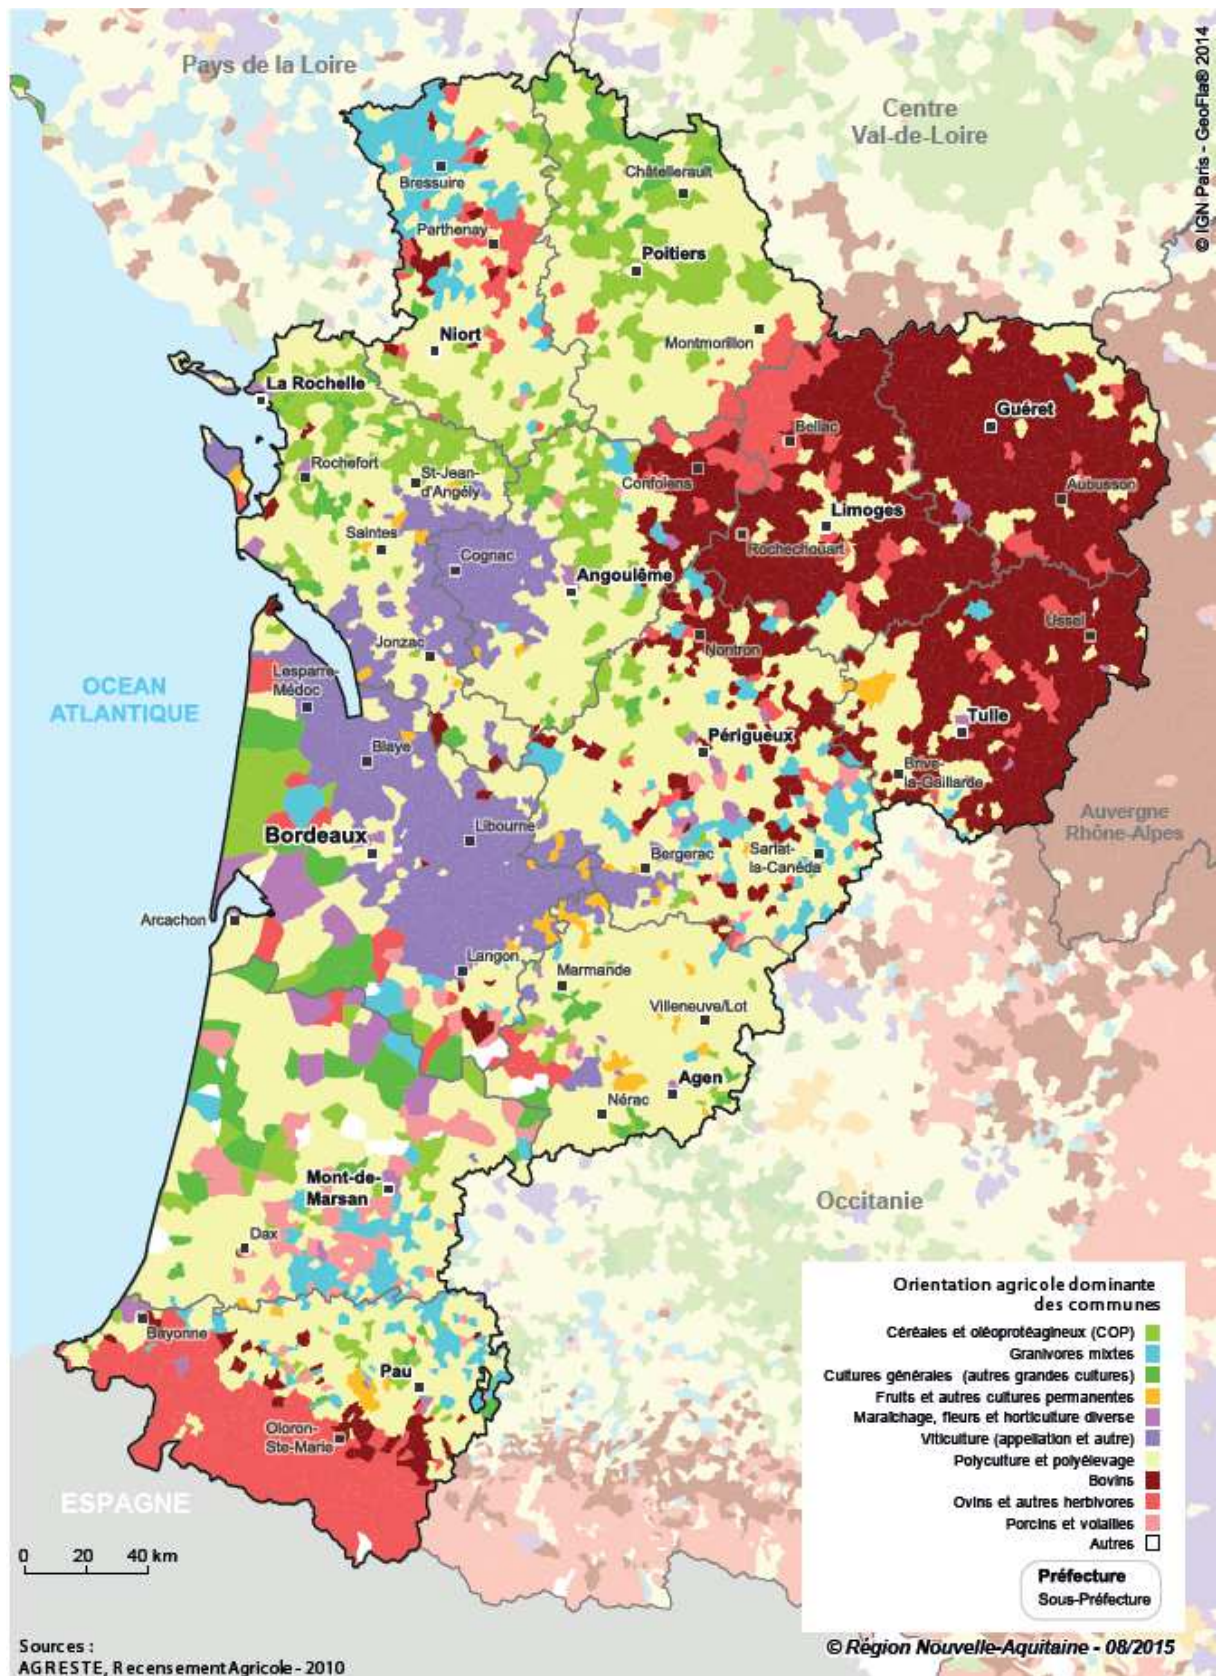 © IGN Paris - GeoFla® 2014
Pays de la Loire
Centre
Val-de-Loire
Châtellerault
Bressuire
Parthenay
Poitiers
Niort
Montmorillon
La Rochelle
Guéret
Bellac
Rochefort
St-Jean-
d'Angély
Confolens
Aubusson
Limoges
Saintes
Rochechouart
Cognac
Angoulême
Ussel
Jonzac
Nontron
Lesparre-
Médoc
OCEAN
ATLANTIQUE
Tulle
Périgueux
Blaye
Brive-
la-Gaillarde
Auvergne
Rhône-Alpes
Bordeaux
Libourne
Bergerac
Sarlat-
la-Canéda
Arcachon
Langon
Marmande
Villeneuve/Lot
Agen
Nérac
Mont-de-
Marsan
Occitanie
Dax
Bayonne
Pau
Oloron-
Ste-Marie
ESPAGNE
Orientation agricole dominante
des communes
Céréales et oléoprotéagineux (COP)
Granivores mixtes
Cultures générales (autres grandes cultures)
Fruits et autres cultures permanentes
Maraîchage, fleurs et horticulture diverse
Viticulture (appellation et autre)
Polyculture et polyélevage
Bovins
Ovins et autres herbivores
Porcins et volailles
Autres
Préfecture
Sous-Préfecture
0 20 40 km
Sources :
AGRESTE, Recensement Agricole - 2010
© Région Nouvelle-Aquitaine - 08/2015